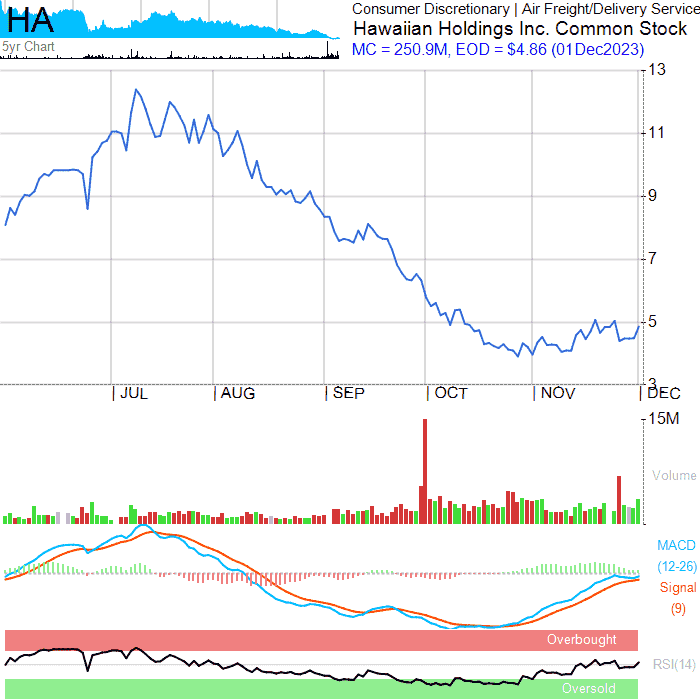 HA
5yr Chart
Consumer Discretionary | Air Freight/Delivery Service
Hawaiian Holdings Inc. Common Stock
MC = 250.9M, EOD = $4.86 (01Dec2023)
13
11
9
7
5
3
JUL AUG SEP OCT NOV DEC
15M
Volume
MACD
(12-26)
Signal
(9)
Overbought
RSI(14)
Oversold